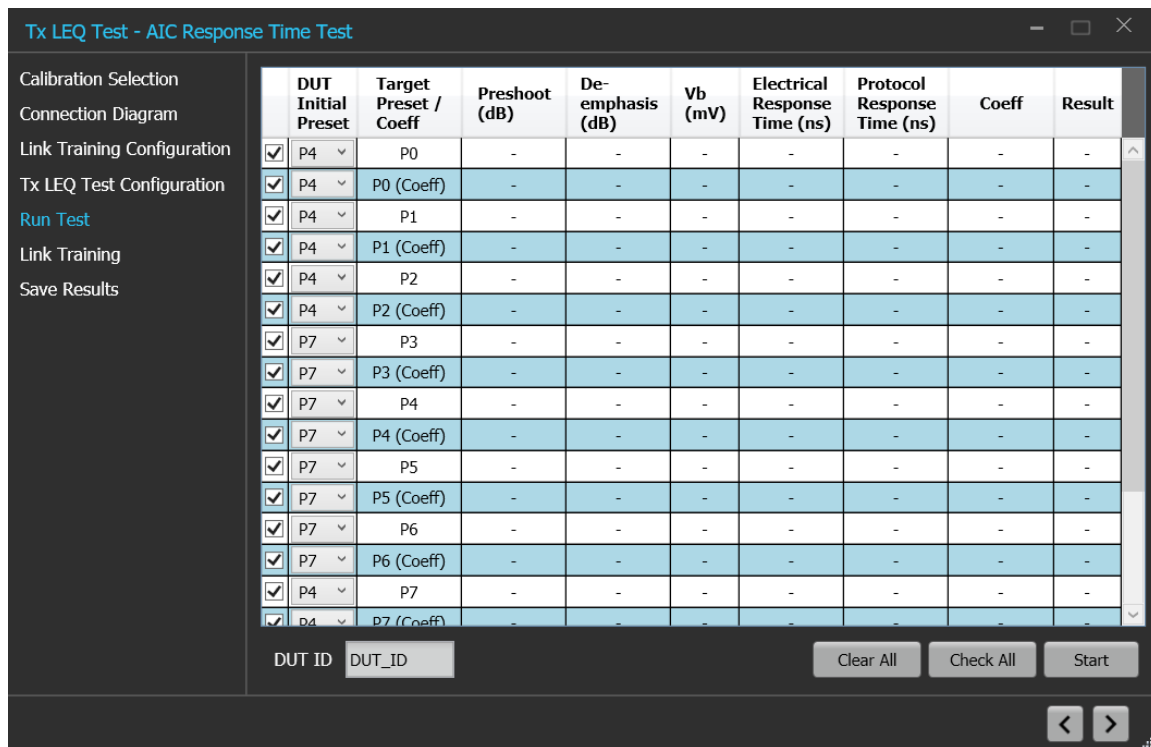 Tx LEQ Test - AIC Response Time Test
Calibration Selection
Connection Diagram
Link Training Configuration
Tx LEQ Test Configuration
Run Test
Link Training
Save Results
DUT Initial Preset Target Preset / Coeff Preshoot (dB) De-emphasis (dB) Vb (mV) Electrical Response Time (ns) Protocol Response Time (ns) Coeff Result
P4 P0 - - - - - - -
P4 P0 (Coeff) - - - - - - -
P4 P1 - - - - - - -
P4 P1 (Coeff) - - - - - - -
P4 P2 - - - - - - -
P4 P2 (Coeff) - - - - - - -
P7 P3 - - - - - - -
P7 P3 (Coeff) - - - - - - -
P7 P4 - - - - - - -
P7 P4 (Coeff) - - - - - - -
P7 P5 - - - - - - -
P7 P5 (Coeff) - - - - - - -
P7 P6 - - - - - - -
P7 P6 (Coeff) - - - - - - -
P4 P7 - - - - - - -
P4 P7 (Coeff) - - - - - - -
DUT ID DUT_ID Clear All Check All Start